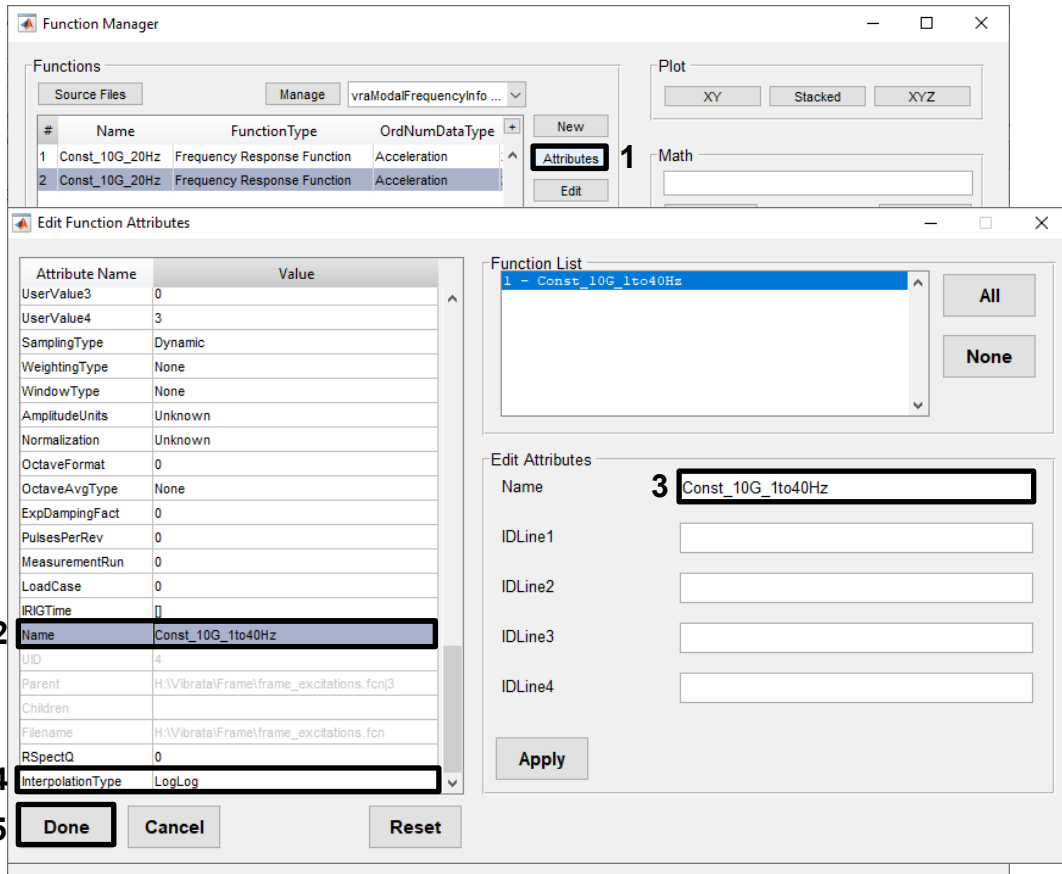 Function Manager
Functions
Plot
Source Files
Manage
vraModalFrequencyInfo ...
XY
Stacked
XYZ
# Name FunctionType OrdNumDataType +
New
1 Const_10G_20Hz Frequency Response Function Acceleration
Attributes
1
Math
2 Const_10G_20Hz Frequency Response Function Acceleration
Edit
Edit Function Attributes
Attribute Name Value
UserValue3 0
UserValue4 3
SamplingType Dynamic
WeightingType None
WindowType None
AmplitudeUnits Unknown
Normalization Unknown
OctaveFormat 0
OctaveAvgType None
ExpDampingFact 0
PulsesPerRev 0
MeasurementRun 0
LoadCase 0
IRIGTime []
2
Name Const_10G_1to40Hz
UID 4
Parent H:\Vibrata\Frame\frame_excitations.fcn|3
Children
Filename H:\Vibrata\Frame\frame_excitations.fcn
RSpectQ 0
4
InterpolationType LogLog
5
Done
Cancel
Reset
Function List
1 - Const_10G_1to40Hz
All
None
Edit Attributes
Name
3
Const_10G_1to40Hz
IDLine1
IDLine2
IDLine3
IDLine4
Apply